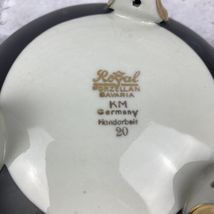 Royal
PORZELLAN
BAVARIA
KM
Germany
Handarbeit
20